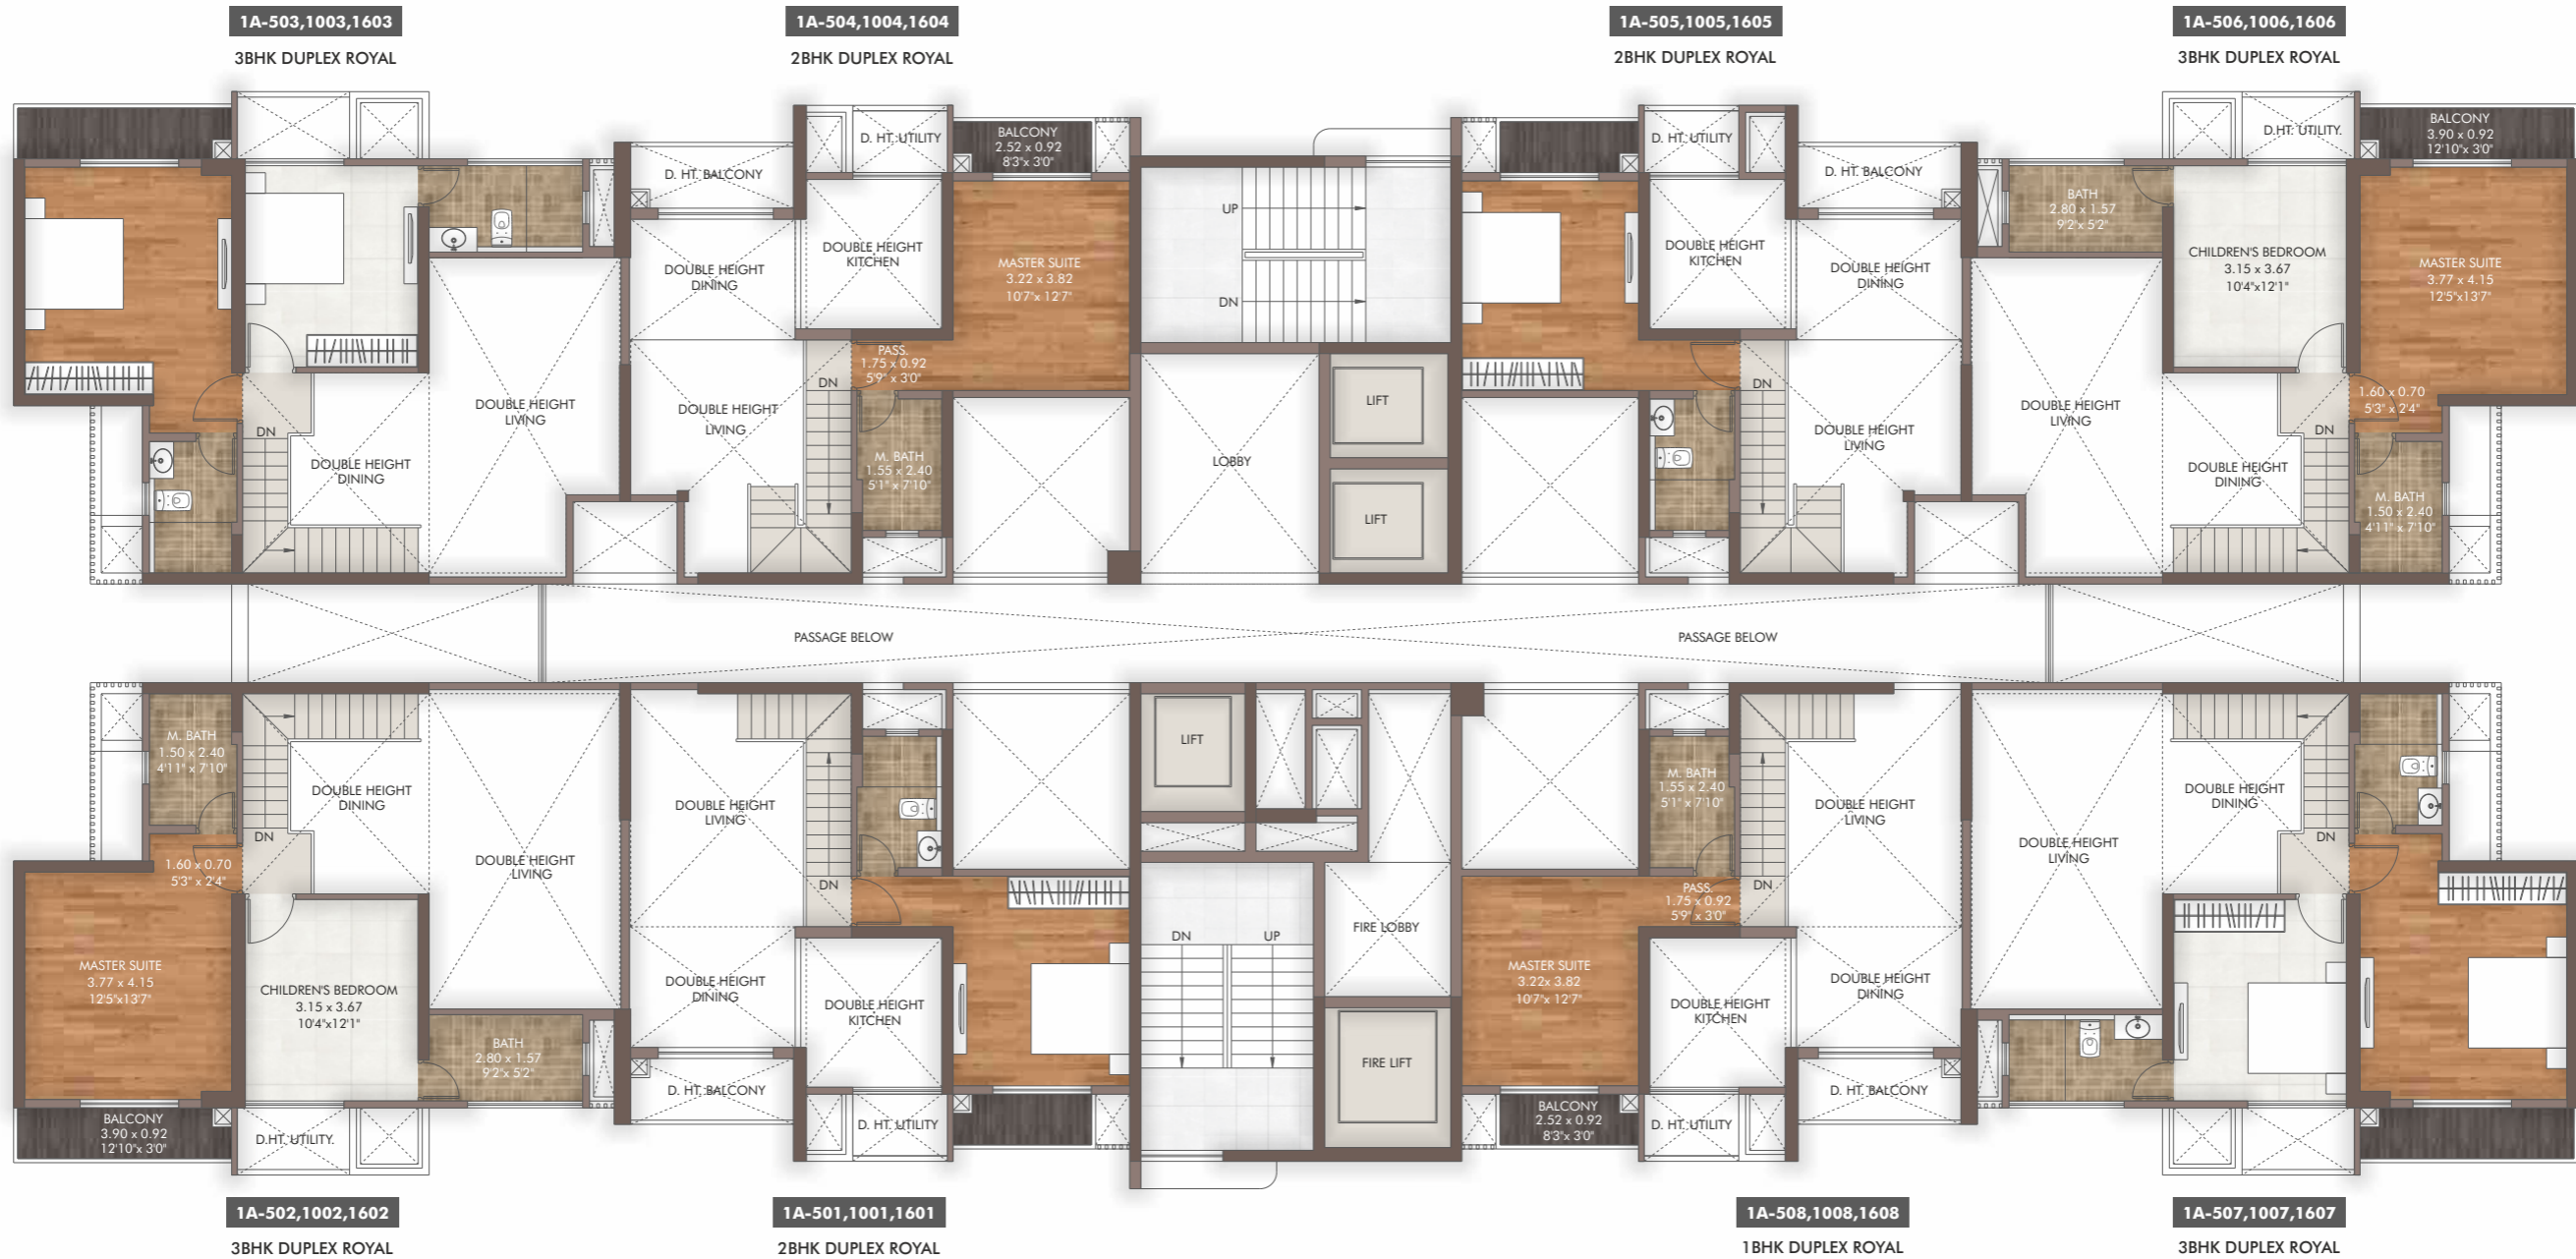 1A-503,1003,1603
3BHK DUPLEX ROYAL
1A-504,1004,1604
2BHK DUPLEX ROYAL
1A-505,1005,1605
2BHK DUPLEX ROYAL
1A-506,1006,1606
3BHK DUPLEX ROYAL
DOUBLE HEIGHT
LIVING
DOUBLE HEIGHT
DINING
DN
D. HT. BALCONY
D. HT. UTILITY
BALCONY
2.52 x 0.92
8'3"x 3'0"
DOUBLE HEIGHT
DINING
DOUBLE HEIGHT
KITCHEN
MASTER SUITE
3.22 x 3.82
10'7"x 12'7"
PASS.
1.75 x 0.92
5'9" x 3'0"
DN
DOUBLE HEIGHT
LIVING
M. BATH
1.55 x 2.40
5'1" x 7'10"
UP
DN
LOBBY
LIFT
LIFT
D. HT. UTILITY
D. HT. BALCONY
DOUBLE HEIGHT
KITCHEN
DOUBLE HEIGHT
DINING
DN
DOUBLE HEIGHT
LIVING
D.HT. UTILITY.
BALCONY
3.90 x 0.92
12'10"x 3'0"
BATH
2.80 x 1.57
9'2"x 5'2"
CHILDREN'S BEDROOM
3.15 x 3.67
10'4"x12'1"
MASTER SUITE
3.77 x 4.15
12'5"x13'7"
DOUBLE HEIGHT
LIVING
1.60 x 0.70
5'3" x 2'4"
DN
DOUBLE HEIGHT
DINING
M. BATH
1.50 x 2.40
4'11" x 7'10"
PASSAGE BELOW
PASSAGE BELOW
M. BATH
1.50 x 2.40
4'11" x 7'10"
DOUBLE HEIGHT
DINING
DN
1.60 x 0.70
5'3" x 2'4"
DOUBLE HEIGHT
LIVING
MASTER SUITE
3.77 x 4.15
12'5"x13'7"
CHILDREN'S BEDROOM
3.15 x 3.67
10'4"x12'1"
BATH
2.80 x 1.57
9'2"x 5'2"
BALCONY
3.90 x 0.92
12'10"x 3'0"
D.HT. UTILITY.
DOUBLE HEIGHT
LIVING
DN
DOUBLE HEIGHT
DINING
DOUBLE HEIGHT
KITCHEN
D. HT. BALCONY
D. HT. UTILITY
LIFT
DN
UP
FIRE LOBBY
FIRE LIFT
M. BATH
1.55 x 2.40
5'1" x 7'10"
DOUBLE HEIGHT
LIVING
PASS.
1.75 x 0.92
5'9" x 3'0"
DN
MASTER SUITE
3.22x 3.82
10'7"x 12'7"
DOUBLE HEIGHT
KITCHEN
DOUBLE HEIGHT
DINING
BALCONY
2.52 x 0.92
8'3"x 3'0"
D. HT. UTILITY
D. HT. BALCONY
DOUBLE HEIGHT
LIVING
DOUBLE HEIGHT
DINING
DN
1A-502,1002,1602
3BHK DUPLEX ROYAL
1A-501,1001,1601
2BHK DUPLEX ROYAL
1A-508,1008,1608
1BHK DUPLEX ROYAL
1A-507,1007,1607
3BHK DUPLEX ROYAL